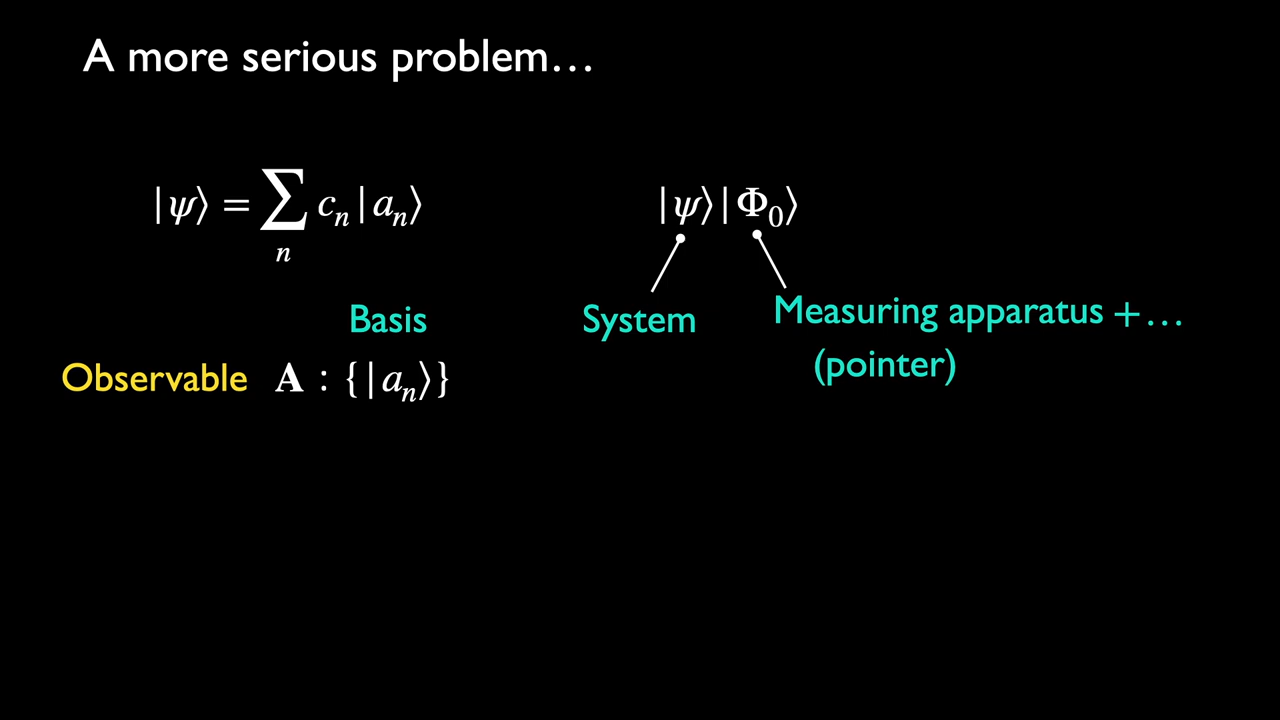 A more serious problem…
|ψ⟩ = ∑ₙ cₙ|aₙ⟩
|ψ⟩|Φ₀⟩
Basis
System
Measuring apparatus +…
(pointer)
Observable A : {|aₙ⟩}